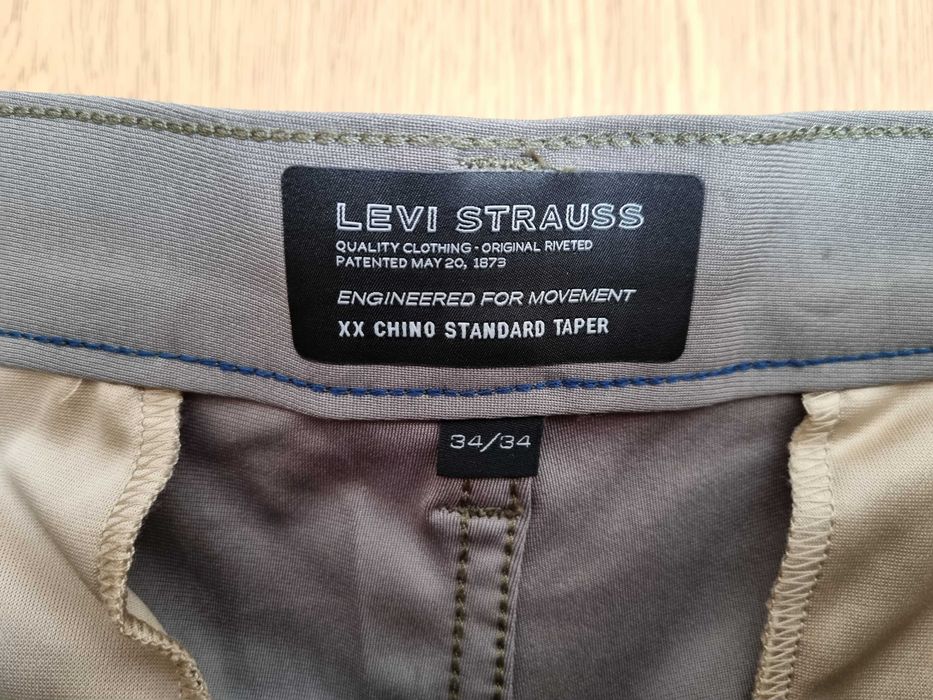 LEVI STRAUSS
QUALITY CLOTHING - ORIGINAL RIVETED
PATENTED MAY 20, 1873
ENGINEERED FOR MOVEMENT
XX CHINO STANDARD TAPER
34/34